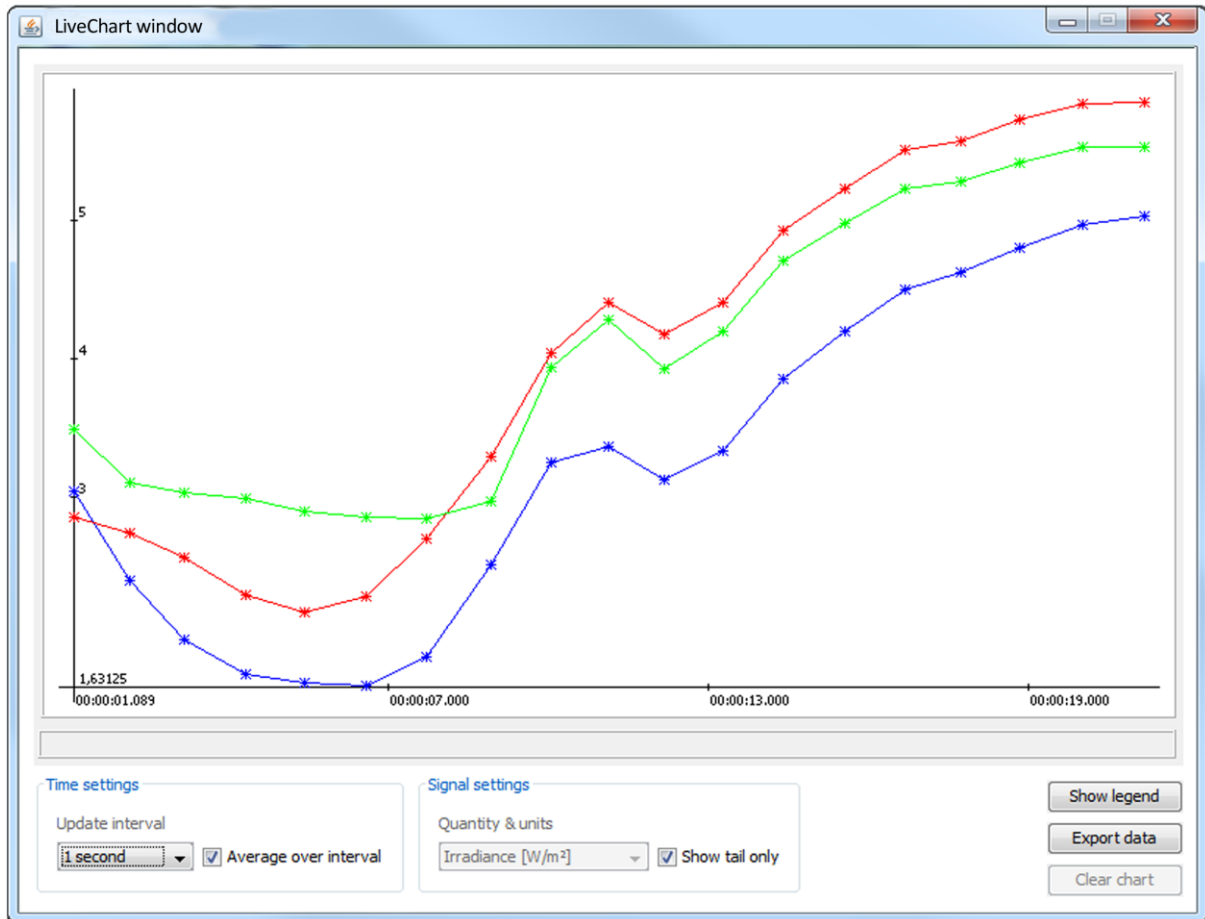 LiveChart window
5
4
3
1,63125
00:00:01.089 00:00:07.000 00:00:13.000 00:00:19.000
Time settings
Update interval
1 second
Average over interval
Signal settings
Quantity & units
Irradiance [W/m²]
Show tail only
Show legend
Export data
Clear chart